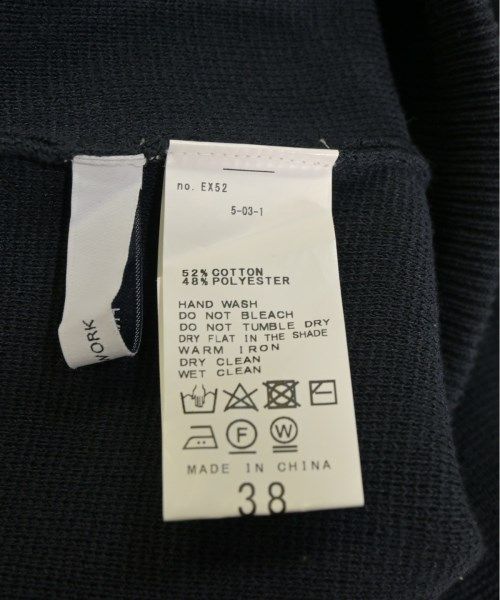 no. EX52
5-03-1
52% COTTON
48% POLYESTER
HAND WASH
DO NOT BLEACH
DO NOT TUMBLE DRY
DRY FLAT IN THE SHADE
WARM IRON
DRY CLEAN
WET CLEAN
F W
MADE IN CHINA
38
WORK